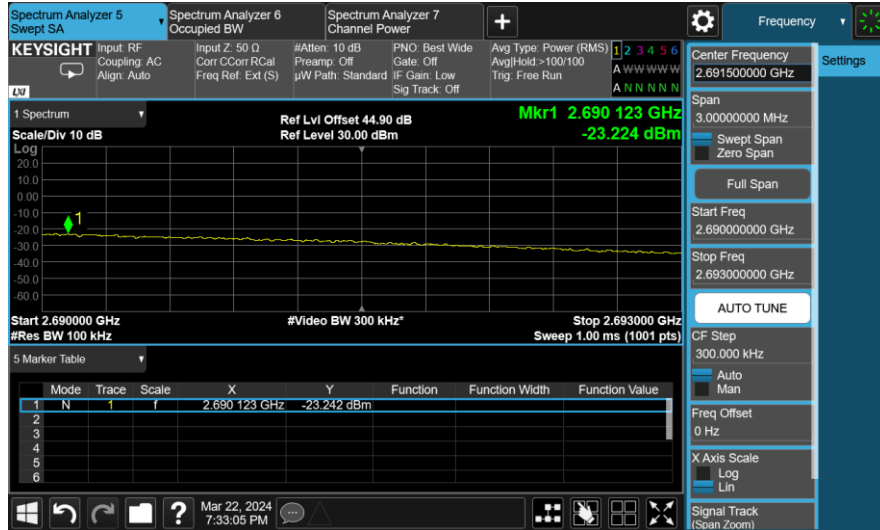 Spectrum Analyzer 5
Swept SA
Spectrum Analyzer 6
Occupied BW
Spectrum Analyzer 7
Channel Power
Frequency
KEYSIGHT
LXI
Input: RF
Coupling: AC
Align: Auto
Input Z: 50 Ω
Corr CCorr RCal
Freq Ref: Ext (S)
#Atten: 10 dB
Preamp: Off
µW Path: Standard
PNO: Best Wide
Gate: Off
IF Gain: Low
Sig Track: Off
Avg Type: Power (RMS)
Avg|Hold:>100/100
Trig: Free Run
1 2 3 4 5 6
A W W W W W
A N N N N N
1 Spectrum
Scale/Div 10 dB
Ref Lvl Offset 44.90 dB
Ref Level 30.00 dBm
Mkr1 2.690 123 GHz
-23.224 dBm
Log
20.0
10.0
0.00
-10.0
-20.0
-30.0
-40.0
-50.0
-60.0
1
Start 2.690000 GHz
#Res BW 100 kHz
#Video BW 300 kHz*
Stop 2.693000 GHz
Sweep 1.00 ms (1001 pts)
5 Marker Table
Mode Trace Scale X Y Function Function Width Function Value
1 N 1 f 2.690 123 GHz -23.242 dBm
2
3
4
5
6
Mar 22, 2024
7:33:05 PM
Center Frequency
2.691500000 GHz
Settings
Span
3.00000000 MHz
Swept Span
Zero Span
Full Span
Start Freq
2.690000000 GHz
Stop Freq
2.693000000 GHz
AUTO TUNE
CF Step
300.000 kHz
Auto
Man
Freq Offset
0 Hz
X Axis Scale
Log
Lin
Signal Track
(Span Zoom)